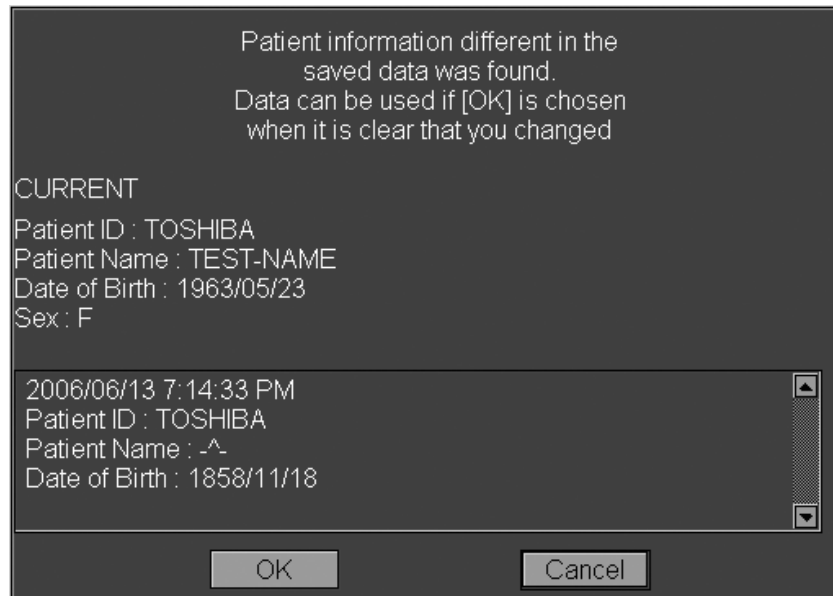 Patient information different in the
saved data was found.
Data can be used if [OK] is chosen
when it is clear that you changed
CURRENT
Patient ID : TOSHIBA
Patient Name : TEST-NAME
Date of Birth : 1963/05/23
Sex : F
2006/06/13 7:14:33 PM
Patient ID : TOSHIBA
Patient Name : -^-
Date of Birth : 1858/11/18
OK Cancel